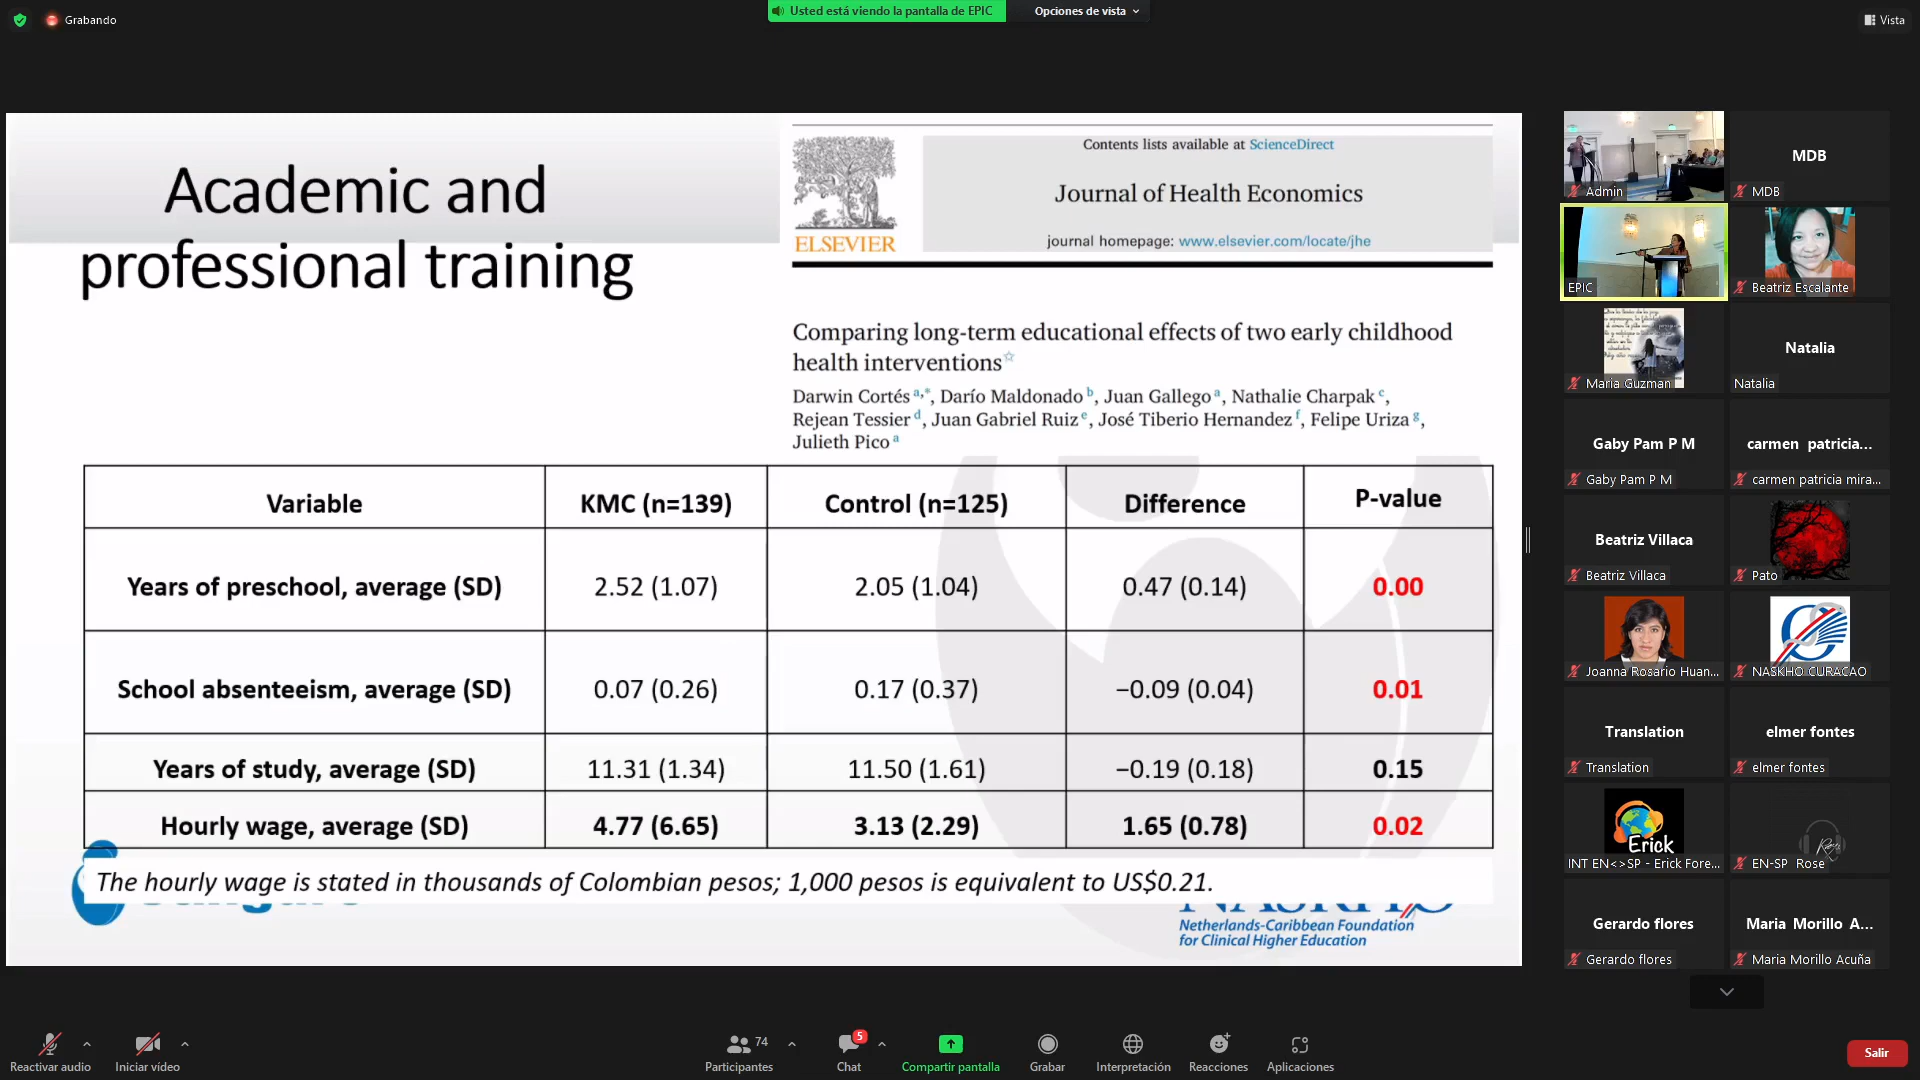 Grabando
Usted está viendo la pantalla de EPIC
Opciones de vista
Vista
Academic and
professional training
ELSEVIER
Contents lists available at ScienceDirect
Journal of Health Economics
journal homepage: www.elsevier.com/locate/jhe
Comparing long-term educational effects of two early childhood
health interventions☆
Darwin Cortés a,*, Darío Maldonado b, Juan Gallego a, Nathalie Charpak c,
Rejean Tessier d, Juan Gabriel Ruiz e, José Tiberio Hernandez f, Felipe Uriza g,
Julieth Pico a
Variable KMC (n=139) Control (n=125) Difference P-value
Years of preschool, average (SD) 2.52 (1.07) 2.05 (1.04) 0.47 (0.14) 0.00
School absenteeism, average (SD) 0.07 (0.26) 0.17 (0.37) −0.09 (0.04) 0.01
Years of study, average (SD) 11.31 (1.34) 11.50 (1.61) −0.19 (0.18) 0.15
Hourly wage, average (SD) 4.77 (6.65) 3.13 (2.29) 1.65 (0.78) 0.02
The hourly wage is stated in thousands of Colombian pesos; 1,000 pesos is equivalent to US$0.21.
Netherlands-Caribbean Foundation
for Clinical Higher Education
Admin
MDB
MDB
EPIC
Beatriz Escalante
Maria Guzman
Natalia
Natalia
Gaby Pam P M
Gaby Pam P M
carmen patricia...
carmen patricia mira...
Beatriz Villaca
Beatriz Villaca
Pato
Joanna Rosario Huan...
NASKHO CURACAO
Translation
Translation
elmer fontes
elmer fontes
Erick
INT EN<>SP - Erick Fore...
EN-SP Rose
Gerardo flores
Gerardo flores
Maria Morillo A...
Maria Morillo Acuña
Reactivar audio
Iniciar vídeo
74
Participantes
5
Chat
Compartir pantalla
Grabar
Interpretación
Reacciones
Aplicaciones
Salir